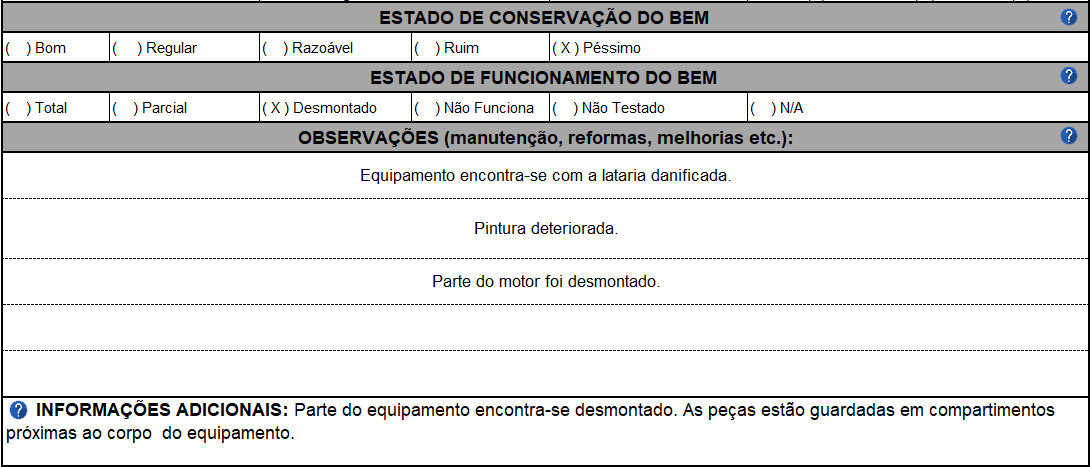 ESTADO DE CONSERVAÇÃO DO BEM
( ) Bom ( ) Regular ( ) Razoável ( ) Ruim ( X ) Péssimo
ESTADO DE FUNCIONAMENTO DO BEM
( ) Total ( ) Parcial ( X ) Desmontado ( ) Não Funciona ( ) Não Testado ( ) N/A
OBSERVAÇÕES (manutenção, reformas, melhorias etc.):
Equipamento encontra-se com a lataria danificada.
Pintura deteriorada.
Parte do motor foi desmontado.
INFORMAÇÕES ADICIONAIS: Parte do equipamento encontra-se desmontado. As peças estão guardadas em compartimentos
próximas ao corpo do equipamento.